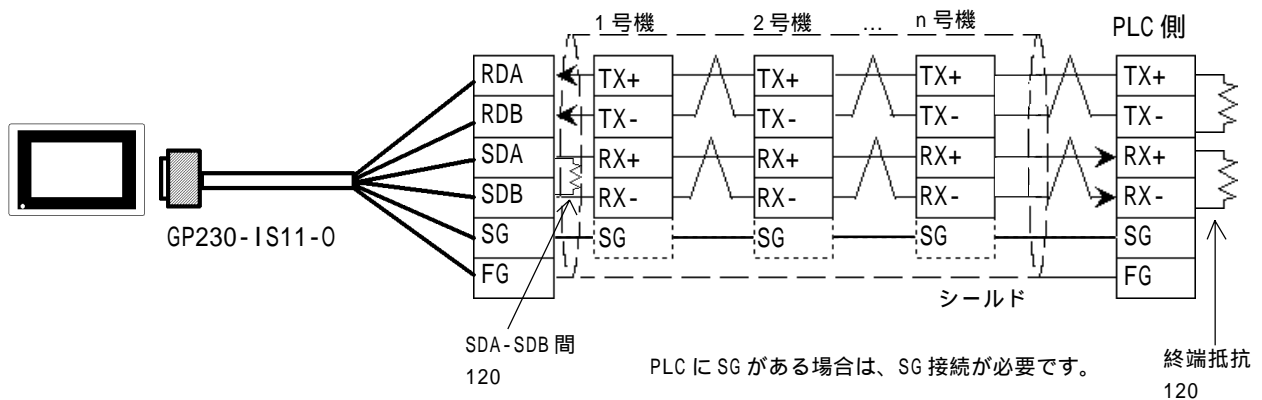 1号機 2号機 ... n号機 PLC側
RDA TX+ TX+ TX+ TX+
RDB TX- TX- TX- TX-
SDA RX+ RX+ RX+ RX+
SDB RX- RX- RX- RX-
SG SG SG SG SG
FG FG
GP230-IS11-O
シールド
SDA-SDB間
120
PLCにSGがある場合は、SG接続が必要です。
終端抵抗
120